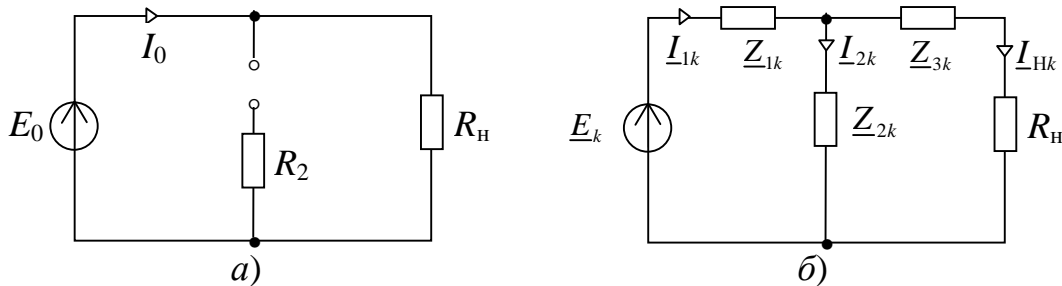 I₀
E₀
R₂
Rн
а)
I₁ₖ
Z₁ₖ
I₂ₖ
Z₃ₖ
Iнₖ
Eₖ
Z₂ₖ
Rн
б)